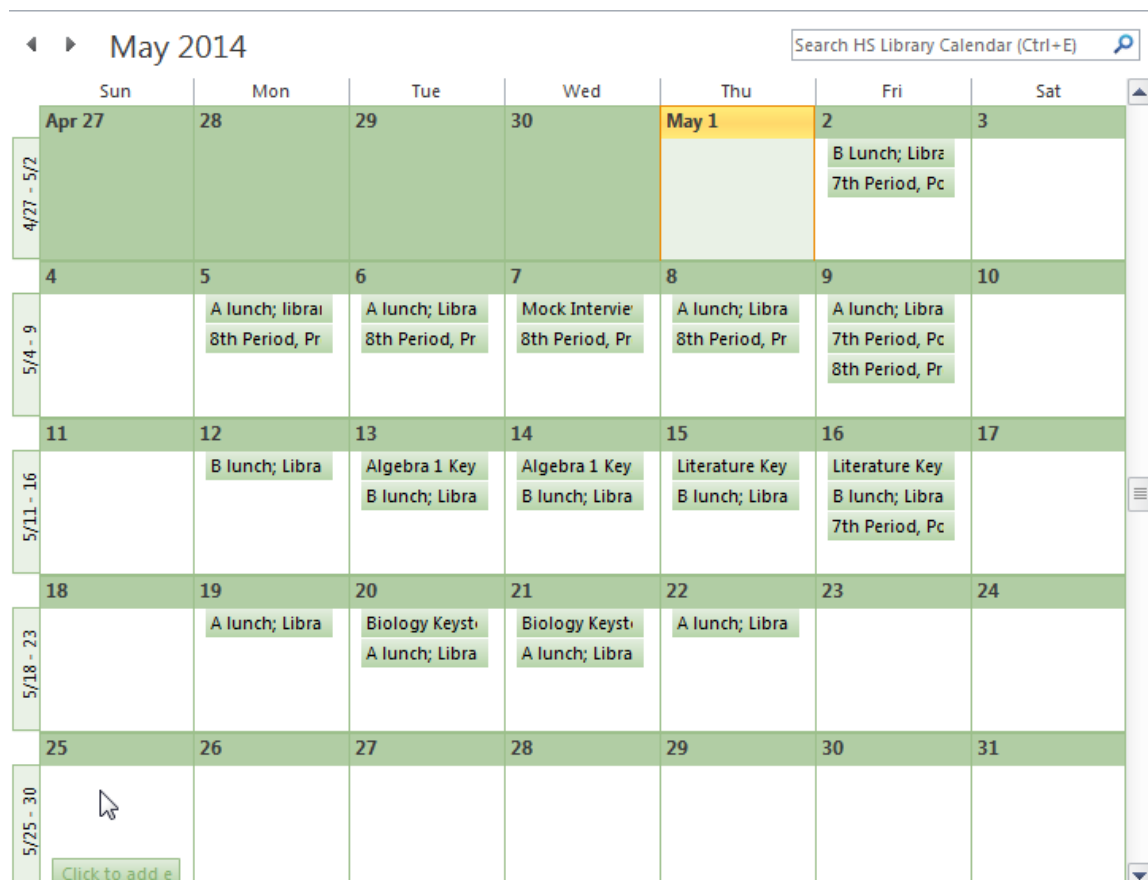 May 2014
Search HS Library Calendar (Ctrl+E)
Sun Mon Tue Wed Thu Fri Sat
4/27 - 5/2
Apr 27 28 29 30 May 1 2 3
B Lunch; Libra
7th Period, Pc
5/4 - 9
4 5 6 7 8 9 10
A lunch; librai A lunch; Libra Mock Intervie A lunch; Libra A lunch; Libra
8th Period, Pr 8th Period, Pr 8th Period, Pr 8th Period, Pr 7th Period, Pc
8th Period, Pr
5/11 - 16
11 12 13 14 15 16 17
B lunch; Libra Algebra 1 Key Algebra 1 Key Literature Key Literature Key
B lunch; Libra B lunch; Libra B lunch; Libra B lunch; Libra
7th Period, Pc
5/18 - 23
18 19 20 21 22 23 24
A lunch; Libra Biology Keyst Biology Keyst A lunch; Libra
A lunch; Libra A lunch; Libra
5/25 - 30
25 26 27 28 29 30 31
Click to add e